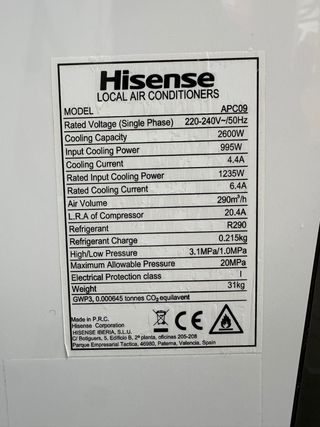 Hisense
LOCAL AIR CONDITIONERS
MODEL APC09
Rated Voltage (Single Phase) 220-240V~/50Hz
Cooling Capacity 2600W
Input Cooling Power 995W
Cooling Current 4.4A
Rated Input Cooling Power 1235W
Rated Cooling Current 6.4A
Air Volume 290m³/h
L.R.A of Compressor 20.4A
Refrigerant R290
Refrigerant Charge 0.215kg
High/Low Pressure 3.1MPa/1.0MPa
Maximum Allowable Pressure 20MPa
Electrical Protection class I
Weight 31kg
GWP3, 0.000645 tonnes CO₂ equilavent
Made in P.R.C.
Hisense Corporation
HISENSE IBERIA, S.L.U.
C/ Botiguers, 5, Edificio B, 2ª planta, oficinas 205-208
Parque Empresarial Tactica, 46980, Paterna, Valencia, Spain
CE